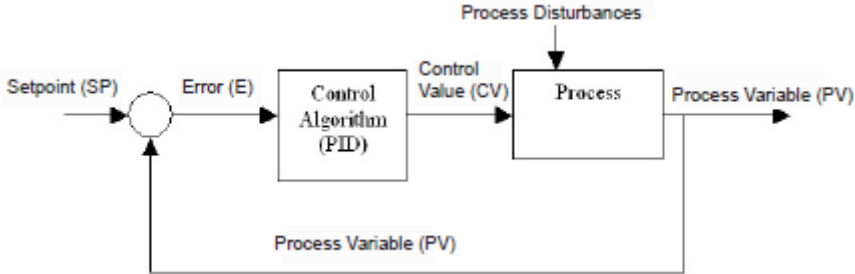 Process Disturbances
Setpoint (SP)
Error (E)
Control
Algorithm
(PID)
Control
Value (CV)
Process
Process Variable (PV)
Process Variable (PV)